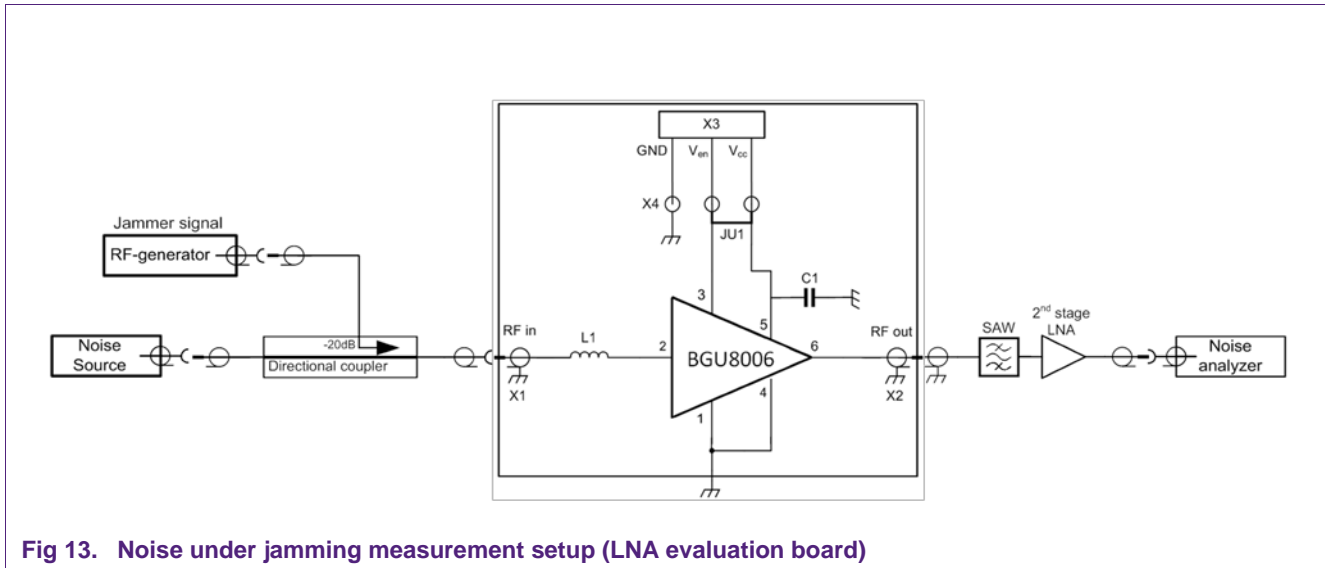 X3
GND
V_en
V_cc
X4
JU1
Jammer signal
RF-generator
C1
3
5
2nd stage
LNA
SAW
Noise
Source
-20dB
Directional coupler
RF in
L1
2
BGU8006
6
RF out
Noise
analyzer
X1
1
4
X2
Fig 13. Noise under jamming measurement setup (LNA evaluation board)